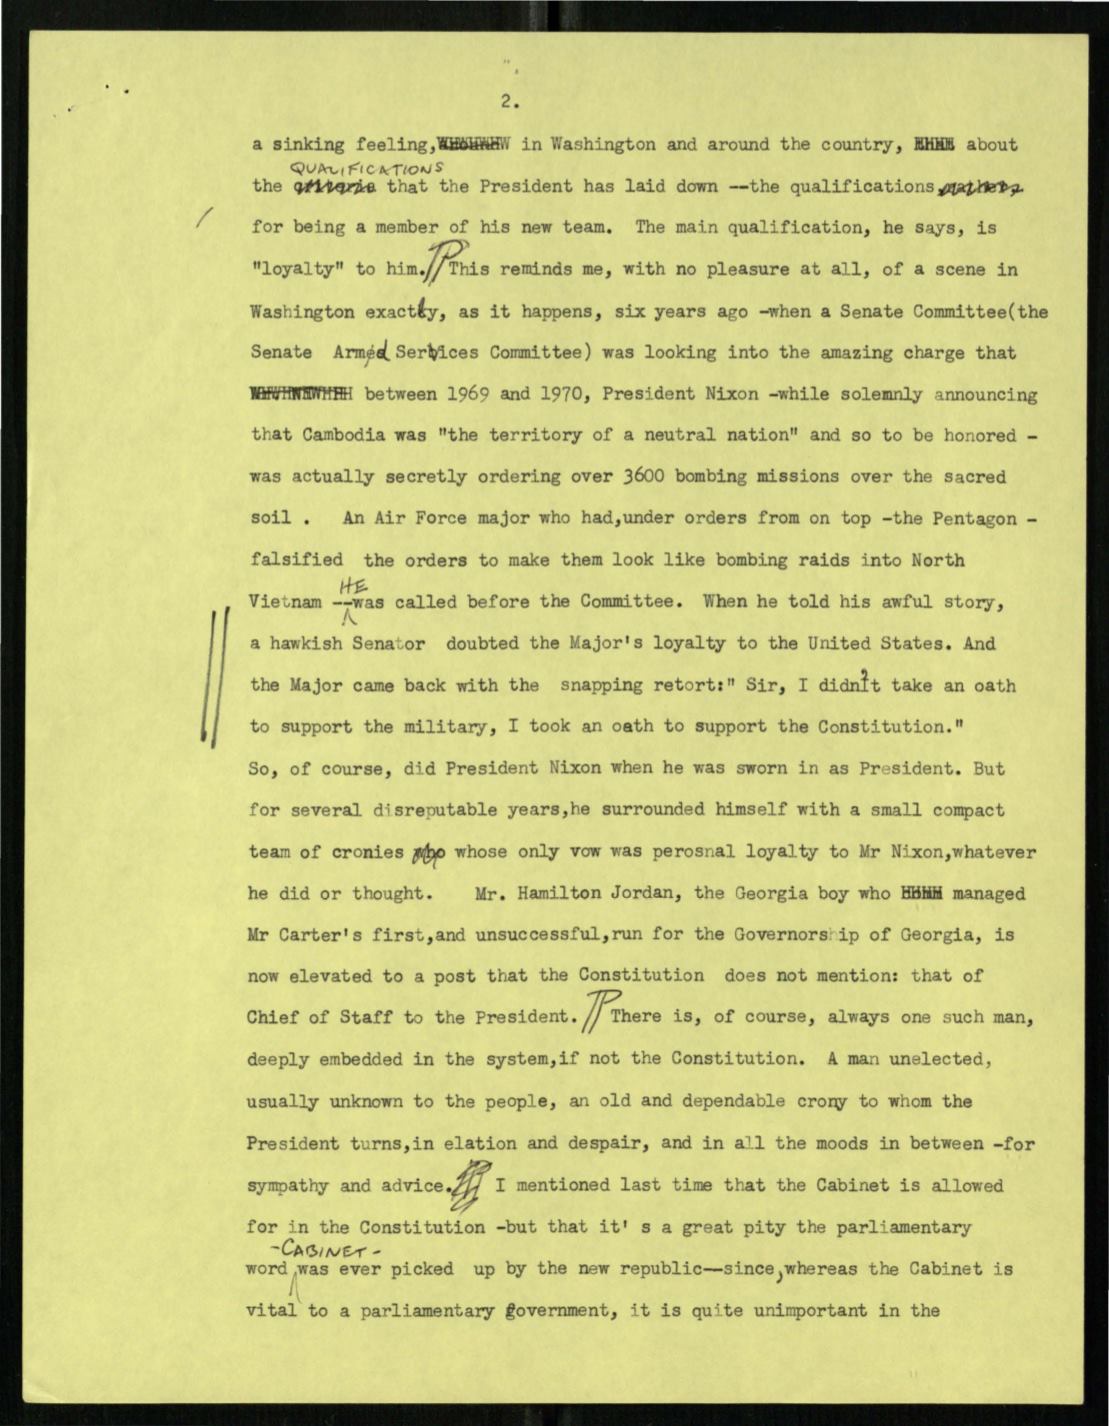 2.
a sinking feeling, in Washington and around the country, about
QUALIFICATIONS
the criteria that the President has laid down --the qualifications,
for being a member of his new team. The main qualification, he says, is
"loyalty" to him. This reminds me, with no pleasure at all, of a scene in
Washington exactly, as it happens, six years ago -when a Senate Committee(the
Senate Armed Services Committee) was looking into the amazing charge that
between 1969 and 1970, President Nixon -while solemnly announcing
that Cambodia was "the territory of a neutral nation" and so to be honored -
was actually secretly ordering over 3600 bombing missions over the sacred
soil . An Air Force major who had,under orders from on top -the Pentagon -
falsified the orders to make them look like bombing raids into North
HE
Vietnam --was called before the Committee. When he told his awful story,
a hawkish Senator doubted the Major's loyalty to the United States. And
the Major came back with the snapping retort:" Sir, I didn't take an oath
to support the military, I took an oath to support the Constitution."
So, of course, did President Nixon when he was sworn in as President. But
for several disreputable years,he surrounded himself with a small compact
team of cronies who whose only vow was perosnal loyalty to Mr Nixon,whatever
he did or thought. Mr. Hamilton Jordan, the Georgia boy who managed
Mr Carter's first,and unsuccessful,run for the Governorship of Georgia, is
now elevated to a post that the Constitution does not mention: that of
Chief of Staff to the President. There is, of course, always one such man,
deeply embedded in the system,if not the Constitution. A man unelected,
usually unknown to the people, an old and dependable crony to whom the
President turns,in elation and despair, and in all the moods in between -for
sympathy and advice. I mentioned last time that the Cabinet is allowed
for in the Constitution -but that it' s a great pity the parliamentary
-CABINET-
word was ever picked up by the new republic--since,whereas the Cabinet is
vital to a parliamentary government, it is quite unimportant in the